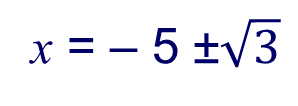 x = – 5 ±√3